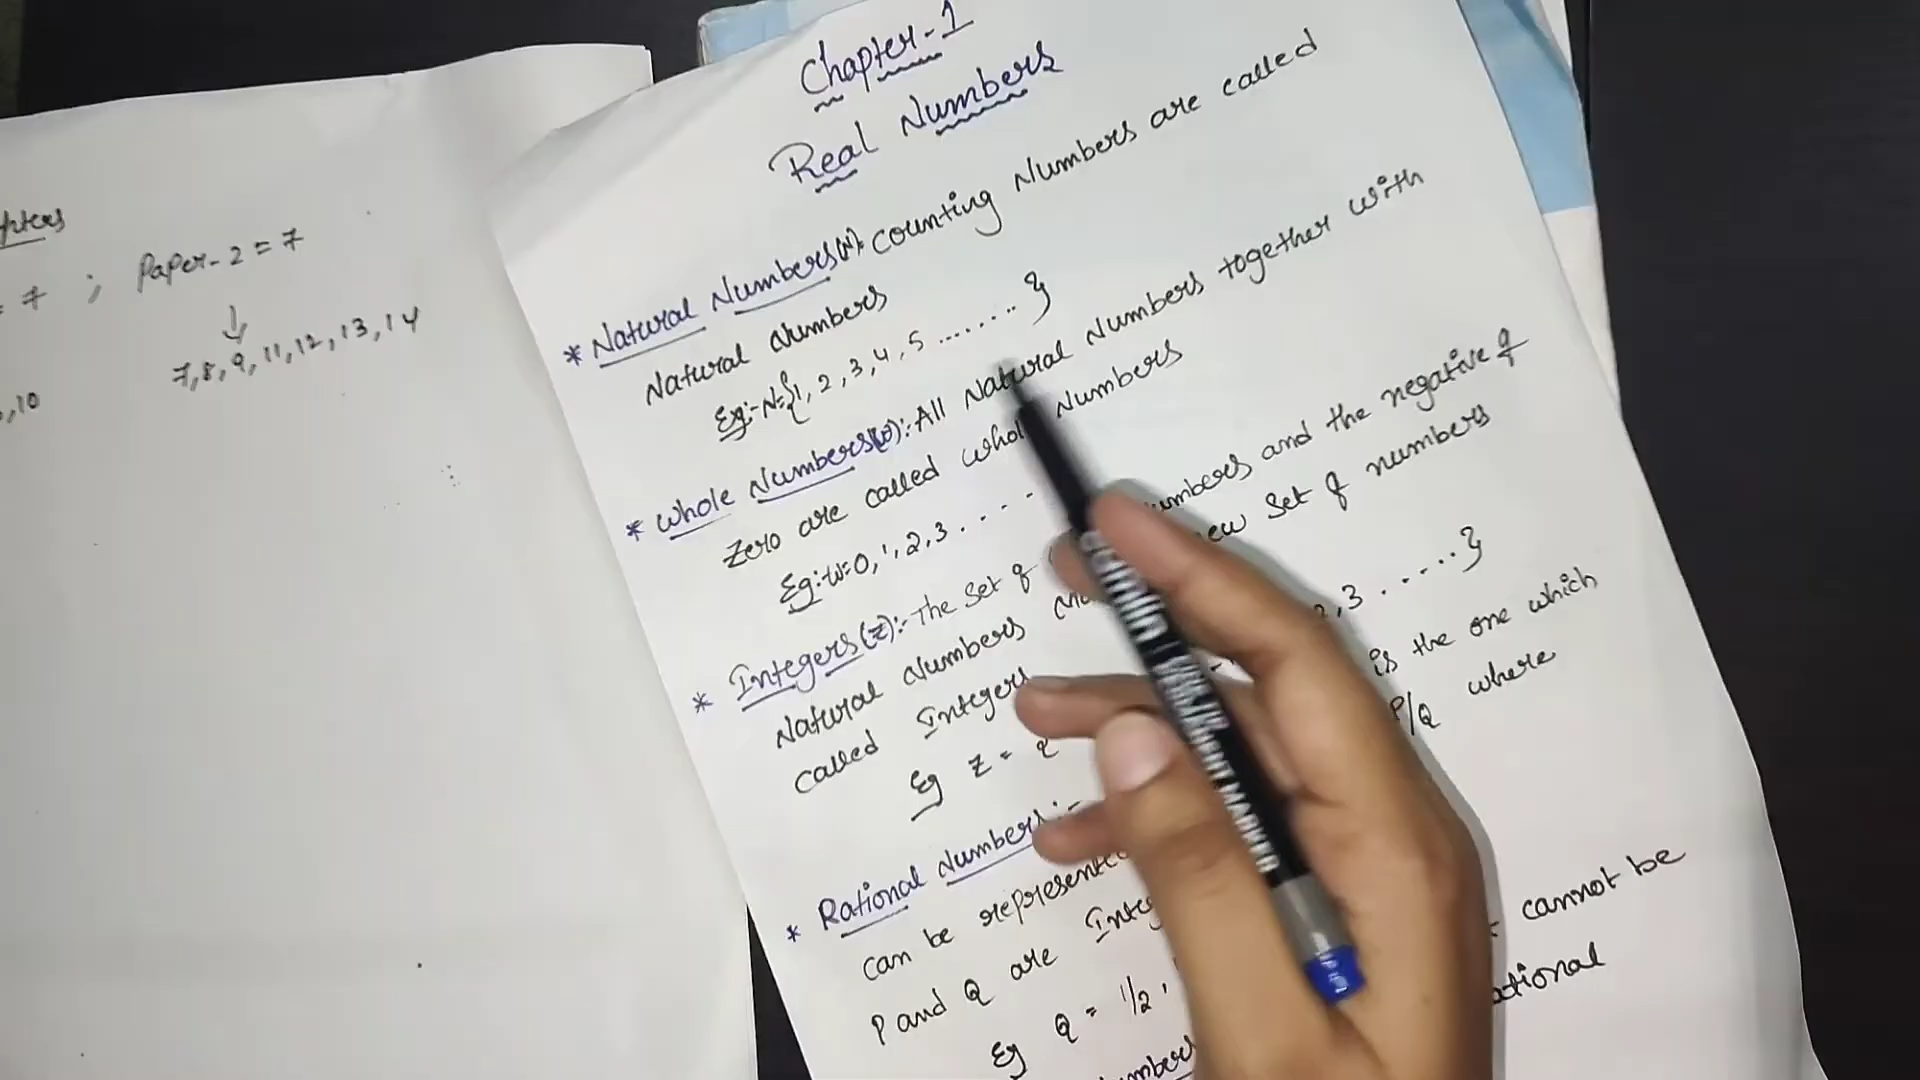 Paper-2 = 7
= 7 ;
7,8,9,11,12,13,14
,10
Chapter-1
Real Numbers
* Natural Numbers(N): counting Numbers are called
Natural Numbers
Eg:- N={1, 2, 3, 4, 5 ....... }
* Whole Numbers(w):- All Natural Numbers together with
Zero are called whole Numbers
Eg:- W=0, 1, 2, 3 . . . .
* Integers(z):- The set of numbers and the negative of
Natural Numbers new set of numbers
called Integers
Eg Z = 2,3 .....}
* Rational Numbers:- is the one which
can be represented P/Q where
P and Q are
Eg Q = 1/2,
cannot be